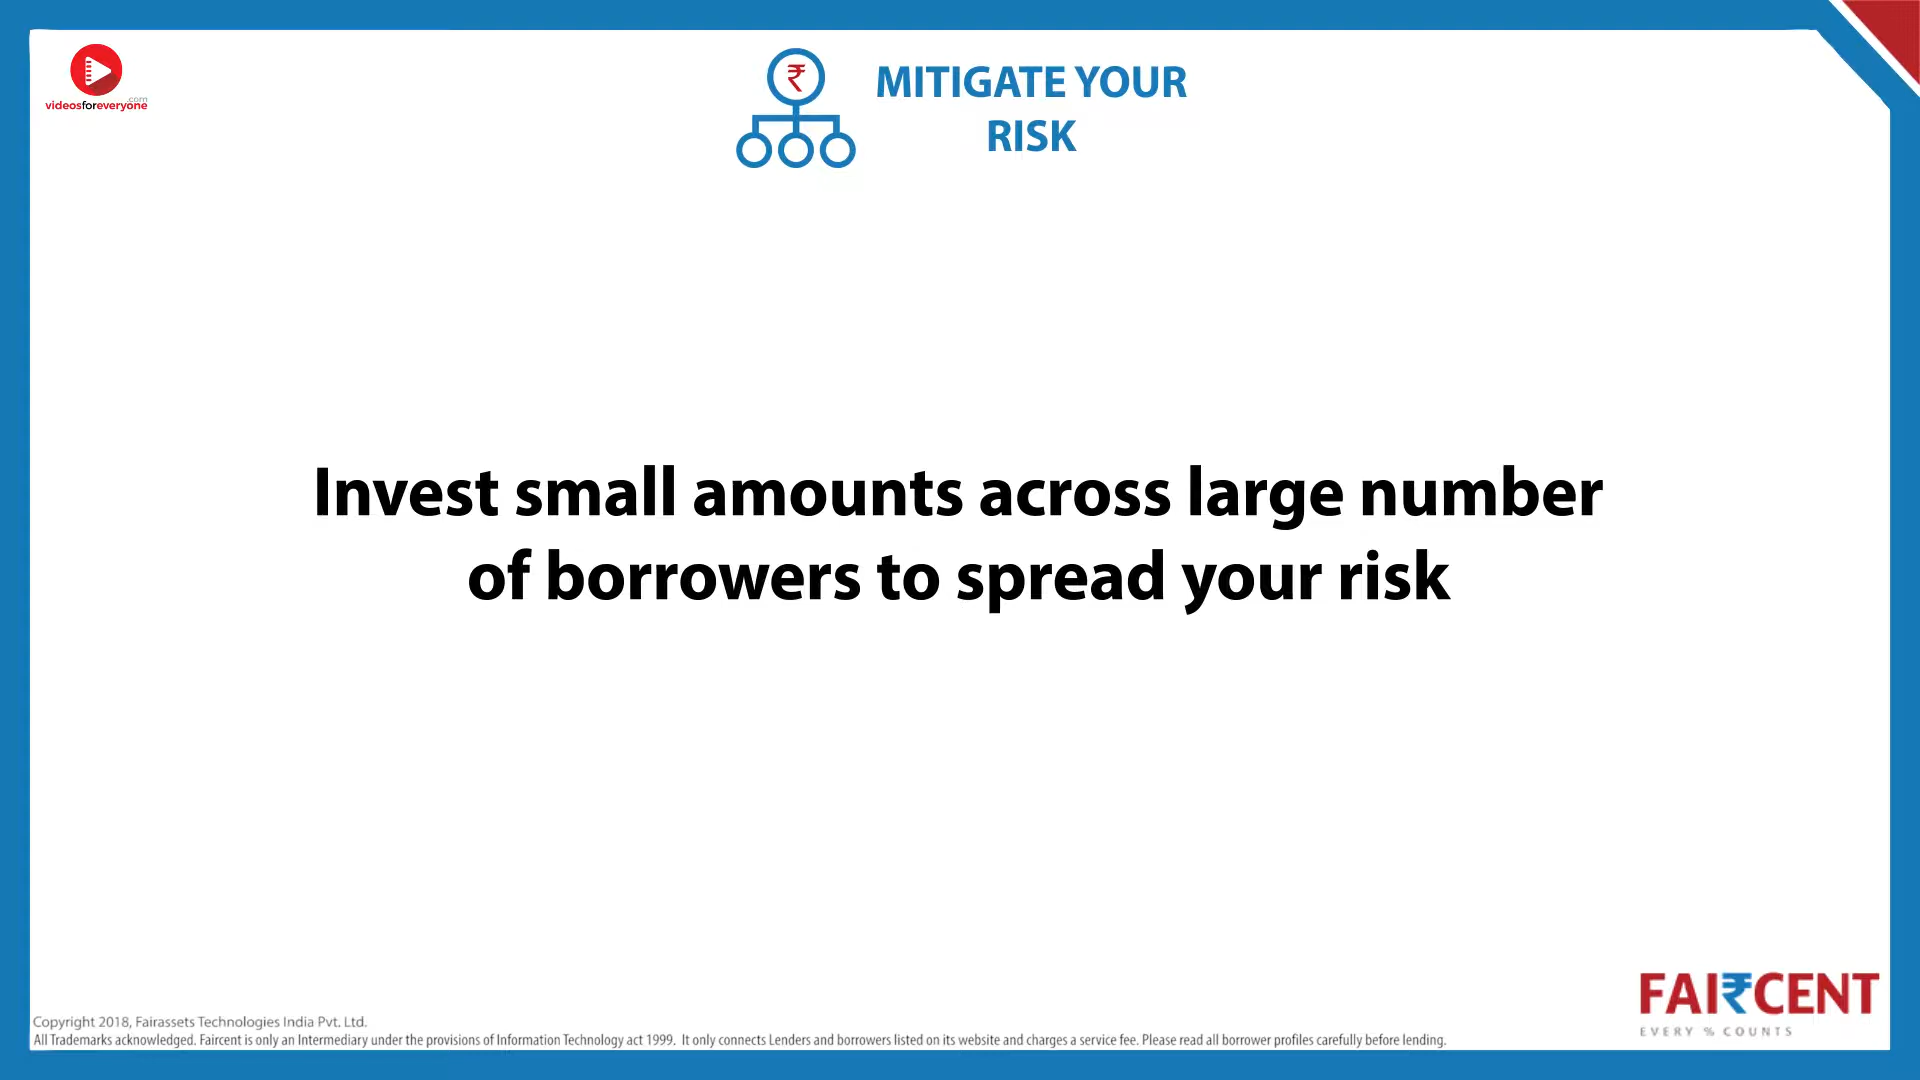 videosforeveryone
.com
₹
MITIGATE YOUR
RISK
Invest small amounts across large number
of borrowers to spread your risk
FAI₹CENT
EVERY % COUNTS
Copyright 2018, Fairassets Technologies India Pvt. Ltd.
All Trademarks acknowledged. Faircent is only an Intermediary under the provisions of Information Technology act 1999. It only connects Lenders and borrowers listed on its website and charges a service fee. Please read all borrower profiles carefully before lending.